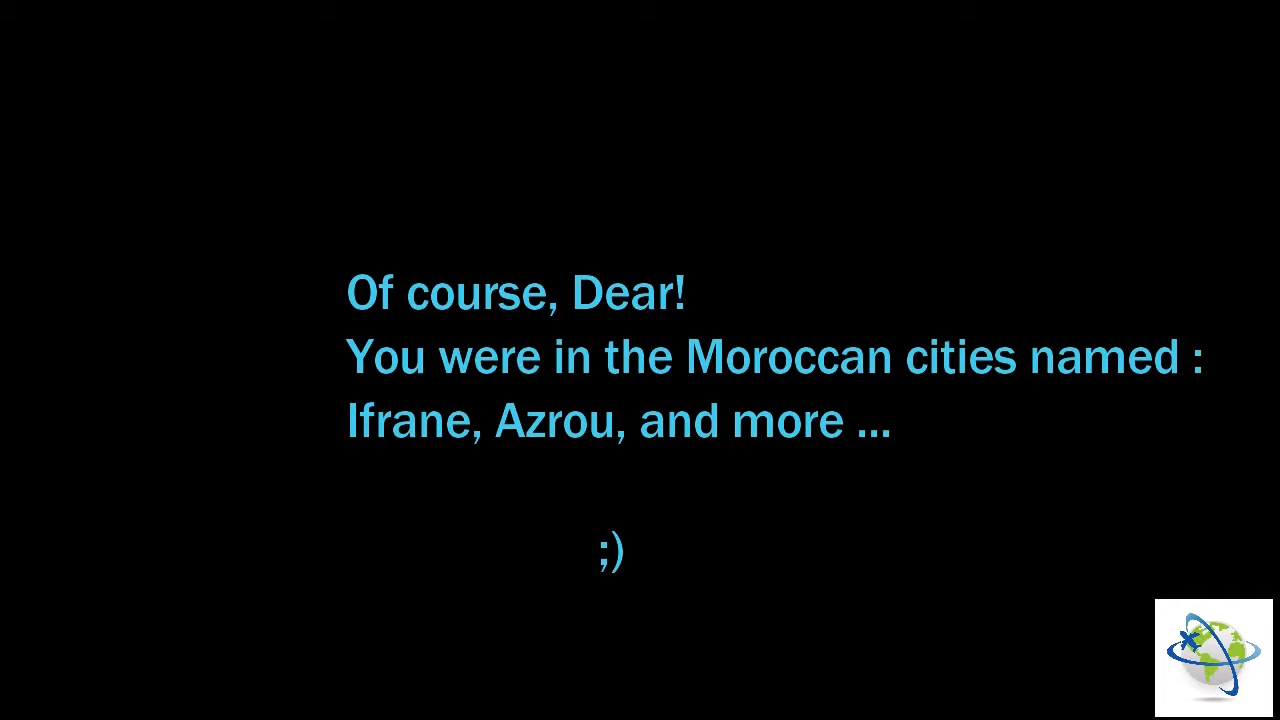 Of course, Dear!
You were in the Moroccan cities named :
Ifrane, Azrou, and more ...
;)